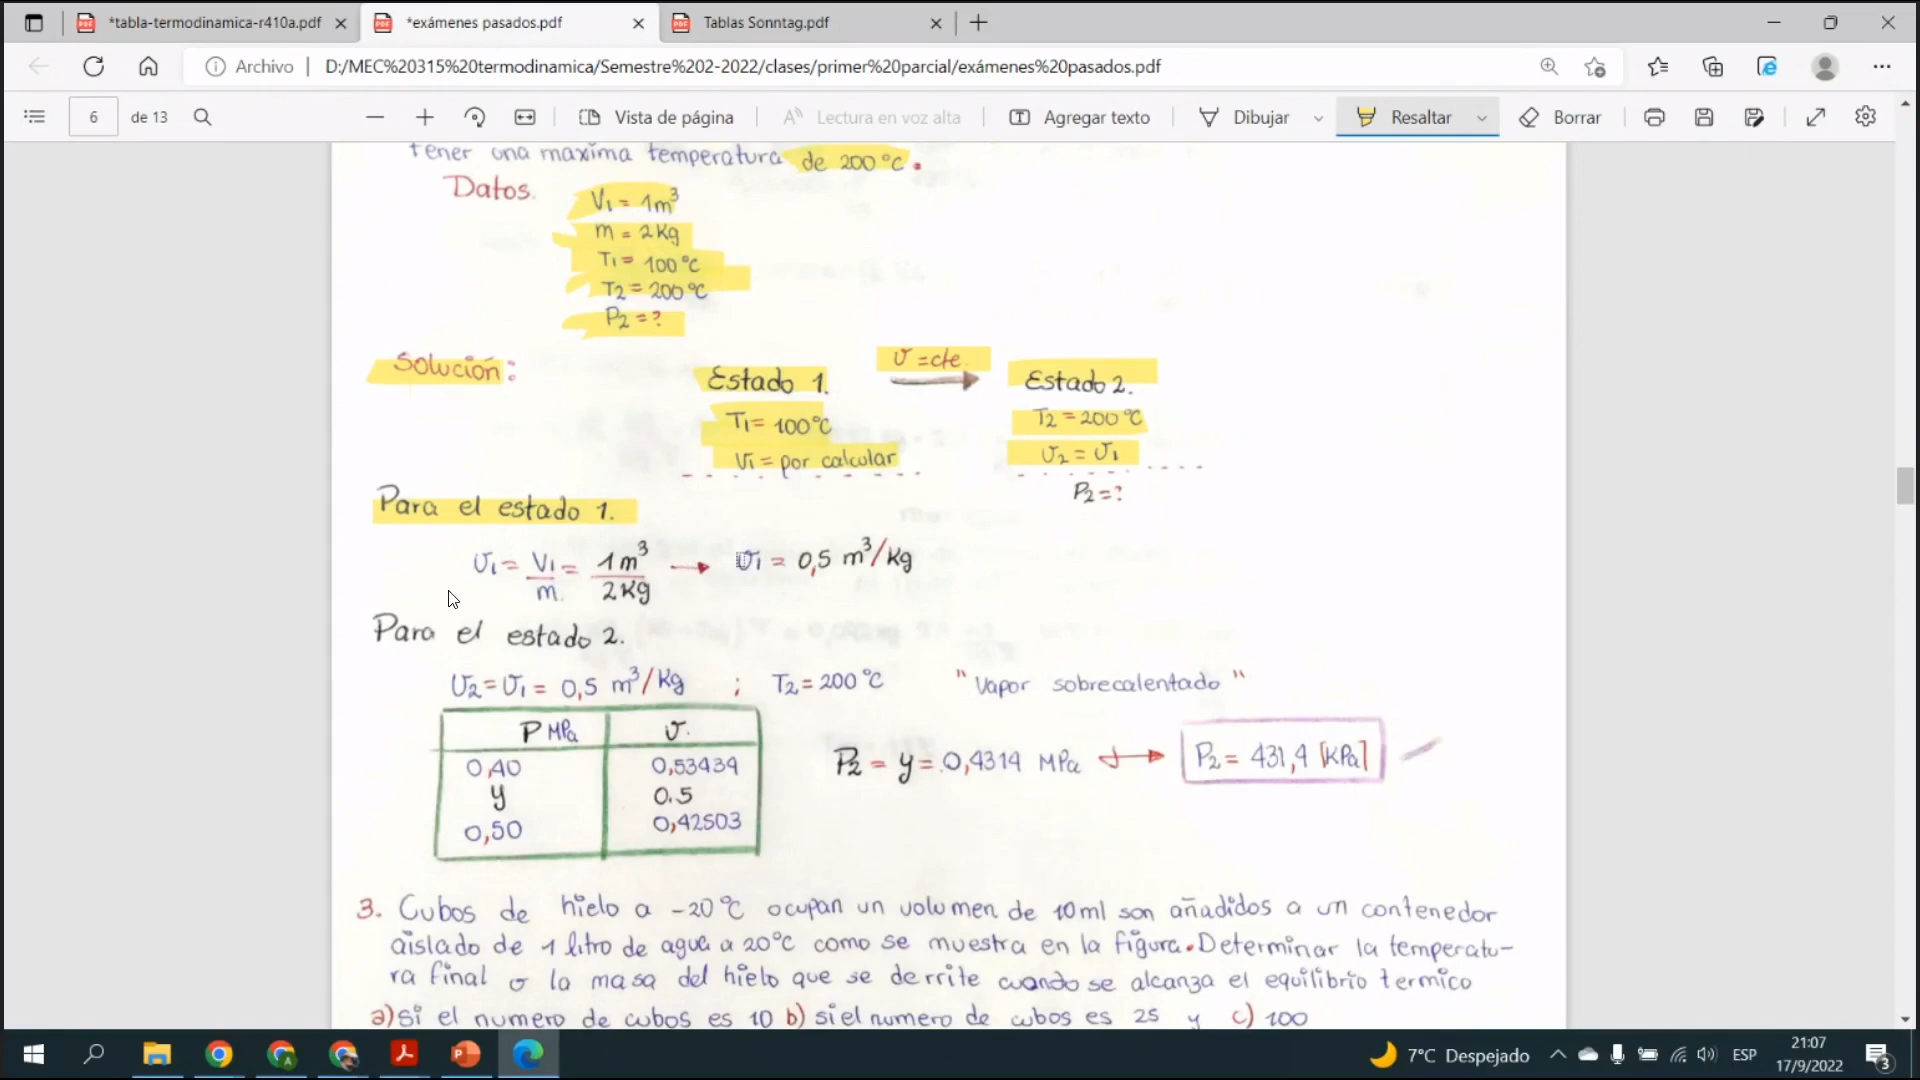 *tabla-termodinamica-r410a.pdf
*exámenes pasados.pdf
Tablas Sonntag.pdf
Archivo
D:/MEC%20315%20termodinamica/Semestre%202-2022/clases/primer%20parcial/exámenes%20pasados.pdf
6 de 13
Vista de página
Lectura en voz alta
Agregar texto
Dibujar
Resaltar
Borrar
tener una maxima temperatura de 200°C.
Datos.
V1 = 1m³
m = 2Kg
T1 = 100°C
T2 = 200°C
P2 = ?
Solución:
Estado 1.
v = cte.
Estado 2.
T1 = 100°C
T2 = 200°C
V1 = por calcular
v2 = v1
P2 = ?
Para el estado 1.
v1 = V1/m = 1m³/2Kg → v1 = 0,5 m³/Kg
Para el estado 2.
v2 = v1 = 0,5 m³/Kg ; T2 = 200°C "Vapor sobrecalentado"
P MPa v.
0,40 0,53434
y 0.5
0,50 0,42503
P2 = y = 0,4314 MPa → P2 = 431,4 [KPa]
3. Cubos de hielo a -20°C ocupan un volumen de 10ml son añadidos a un contenedor
aislado de 1 litro de agua a 20°C como se muestra en la figura. Determinar la temperatu-
ra final o la masa del hielo que se derrite cuando se alcanza el equilibrio termico
a) si el numero de cubos es 10 b) si el numero de cubos es 25 y c) 100
7°C Despejado
ESP
21:07
17/9/2022
3